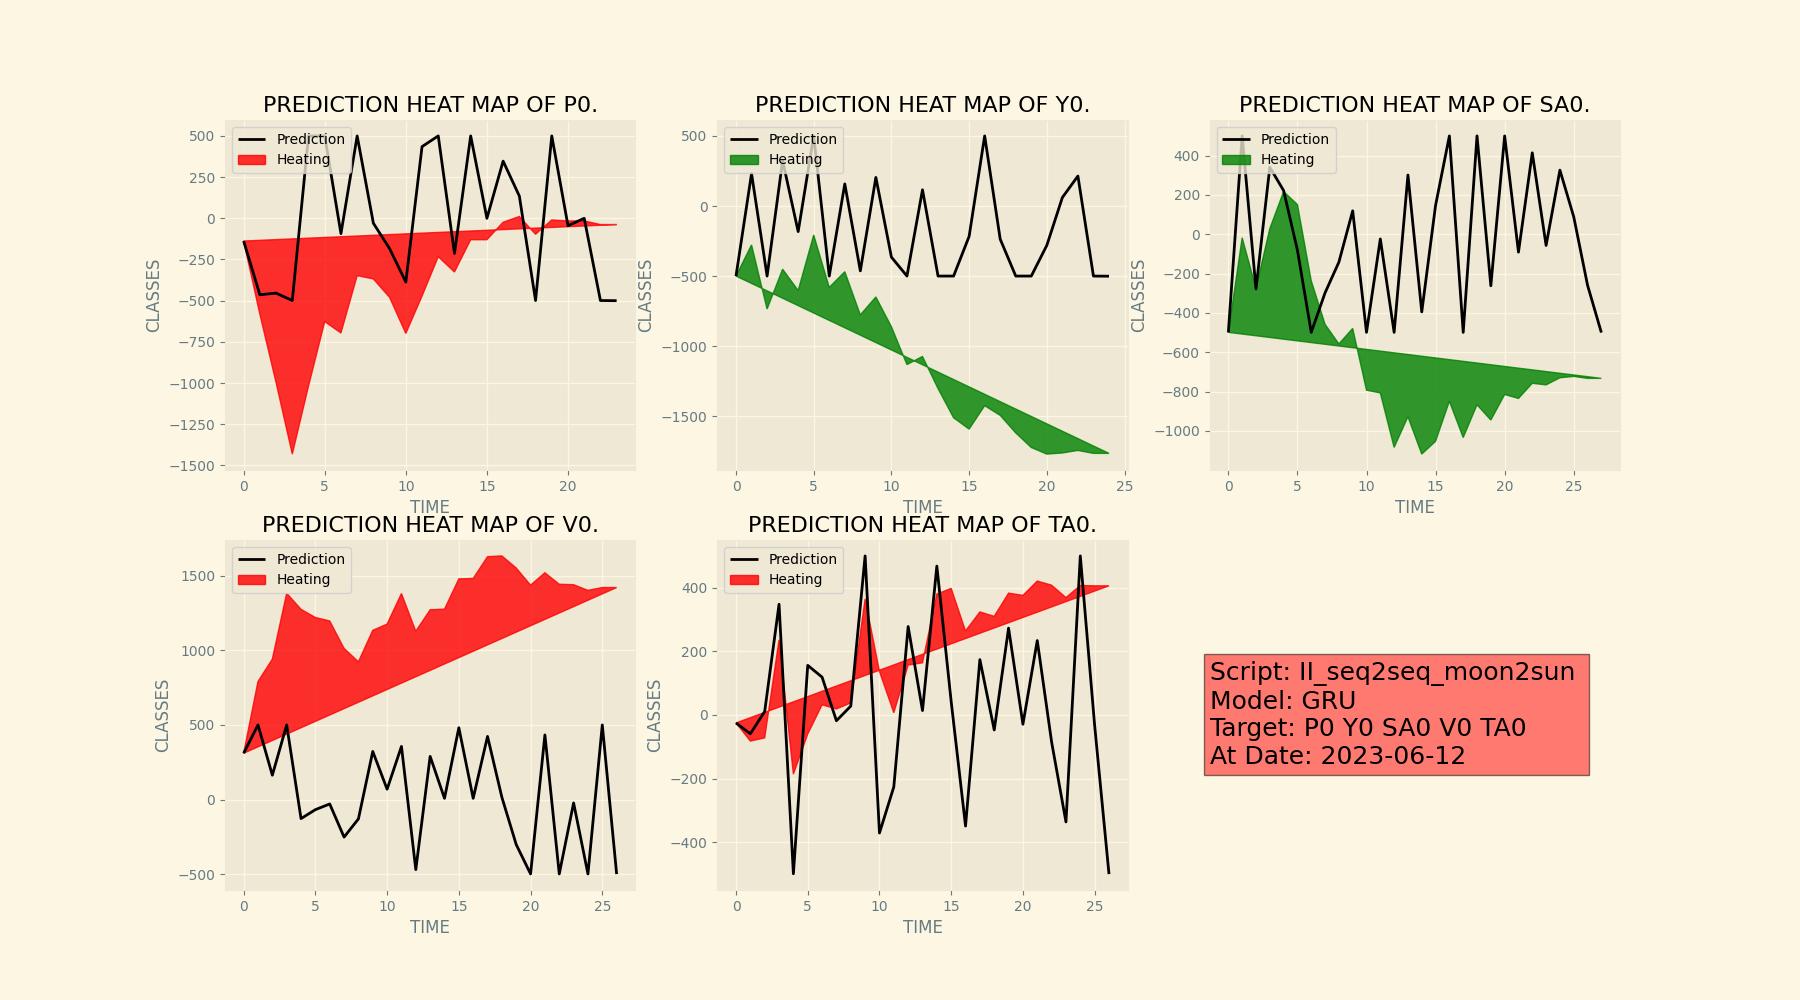 PREDICTION HEAT MAP OF P0.
Prediction
Heating
500
250
0
−250
−500
−750
−1000
−1250
−1500
CLASSES
0 5 10 15 20
TIME
PREDICTION HEAT MAP OF Y0.
Prediction
Heating
500
0
−500
−1000
−1500
CLASSES
0 5 10 15 20 25
TIME
PREDICTION HEAT MAP OF SA0.
Prediction
Heating
400
200
0
−200
−400
−600
−800
−1000
CLASSES
0 5 10 15 20 25
TIME
PREDICTION HEAT MAP OF V0.
Prediction
Heating
1500
1000
500
0
−500
CLASSES
0 5 10 15 20 25
TIME
PREDICTION HEAT MAP OF TA0.
Prediction
Heating
400
200
0
−200
−400
CLASSES
0 5 10 15 20 25
TIME
Script: II_seq2seq_moon2sun
Model: GRU
Target: P0 Y0 SA0 V0 TA0
At Date: 2023-06-12